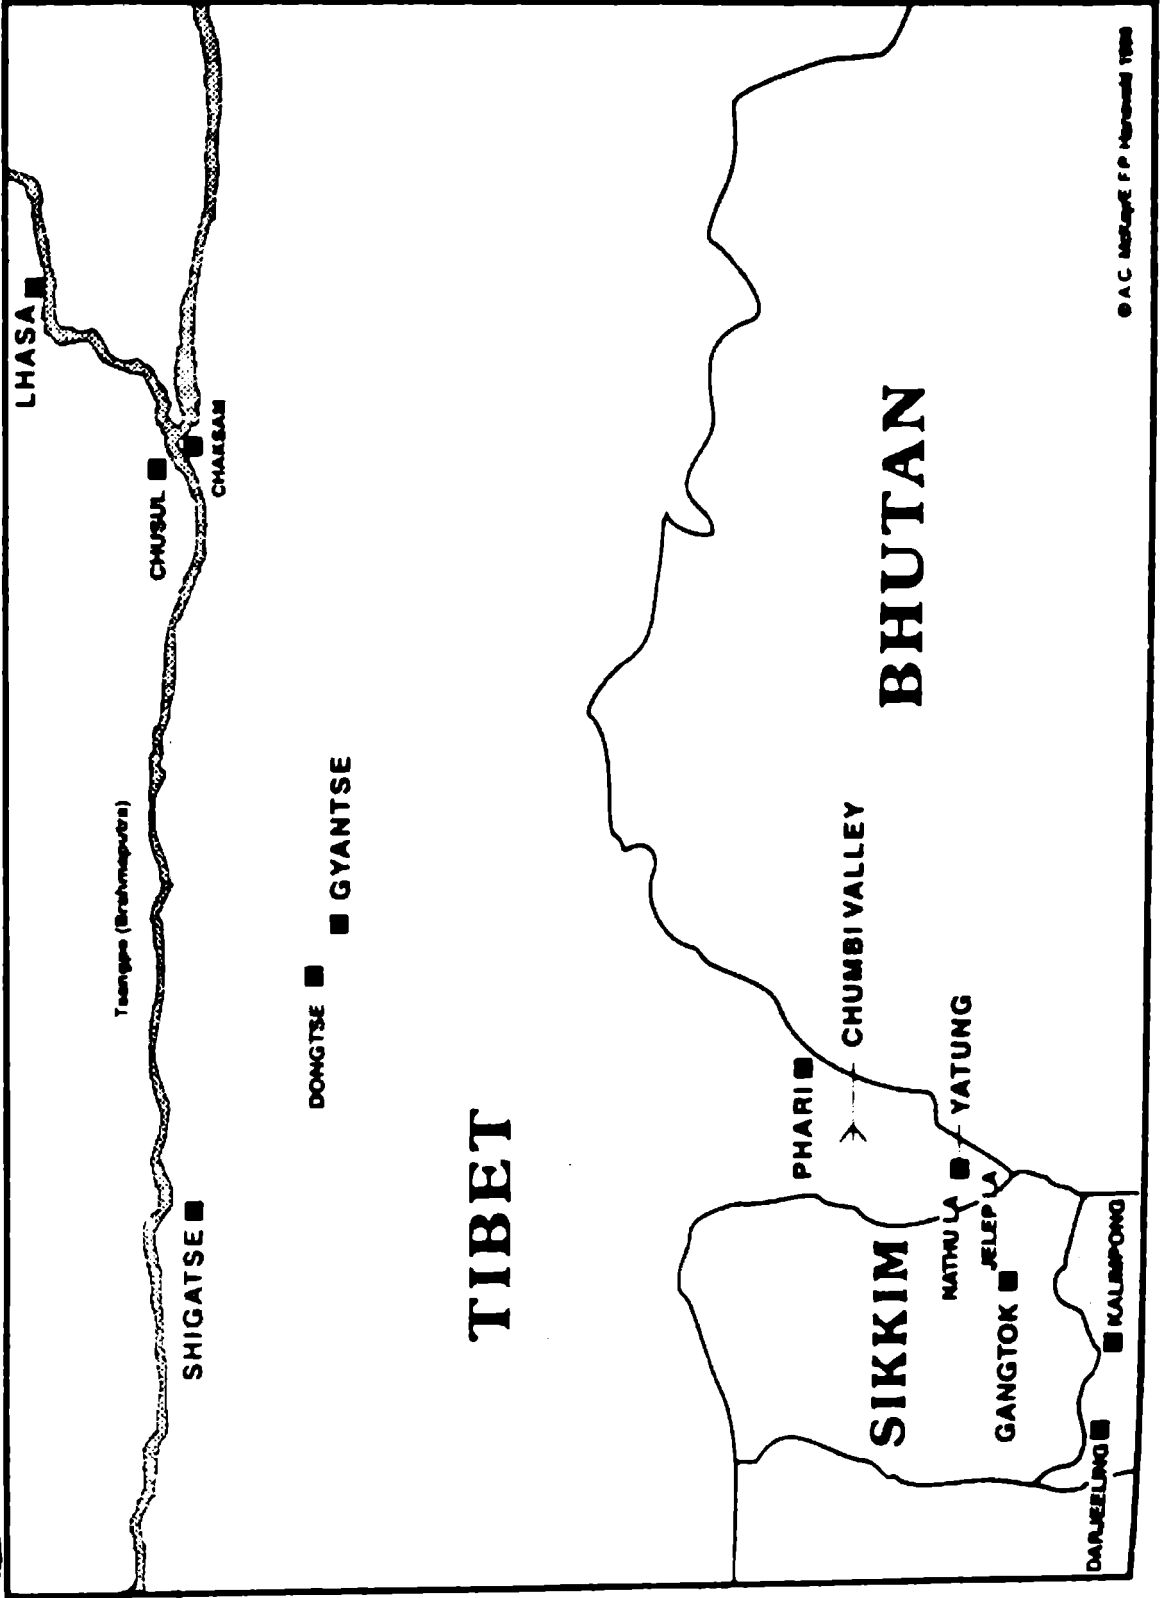 LHASA
CHUSUL
CHAKSAM
Tsangpo (Brahmaputra)
GYANTSE
DONGTSE
SHIGATSE
TIBET
BHUTAN
CHUMBI VALLEY
PHARI
YATUNG
NATHU LA
JELEP LA
SIKKIM
GANGTOK
KALIMPONG
DARJEELING
© A C McKay